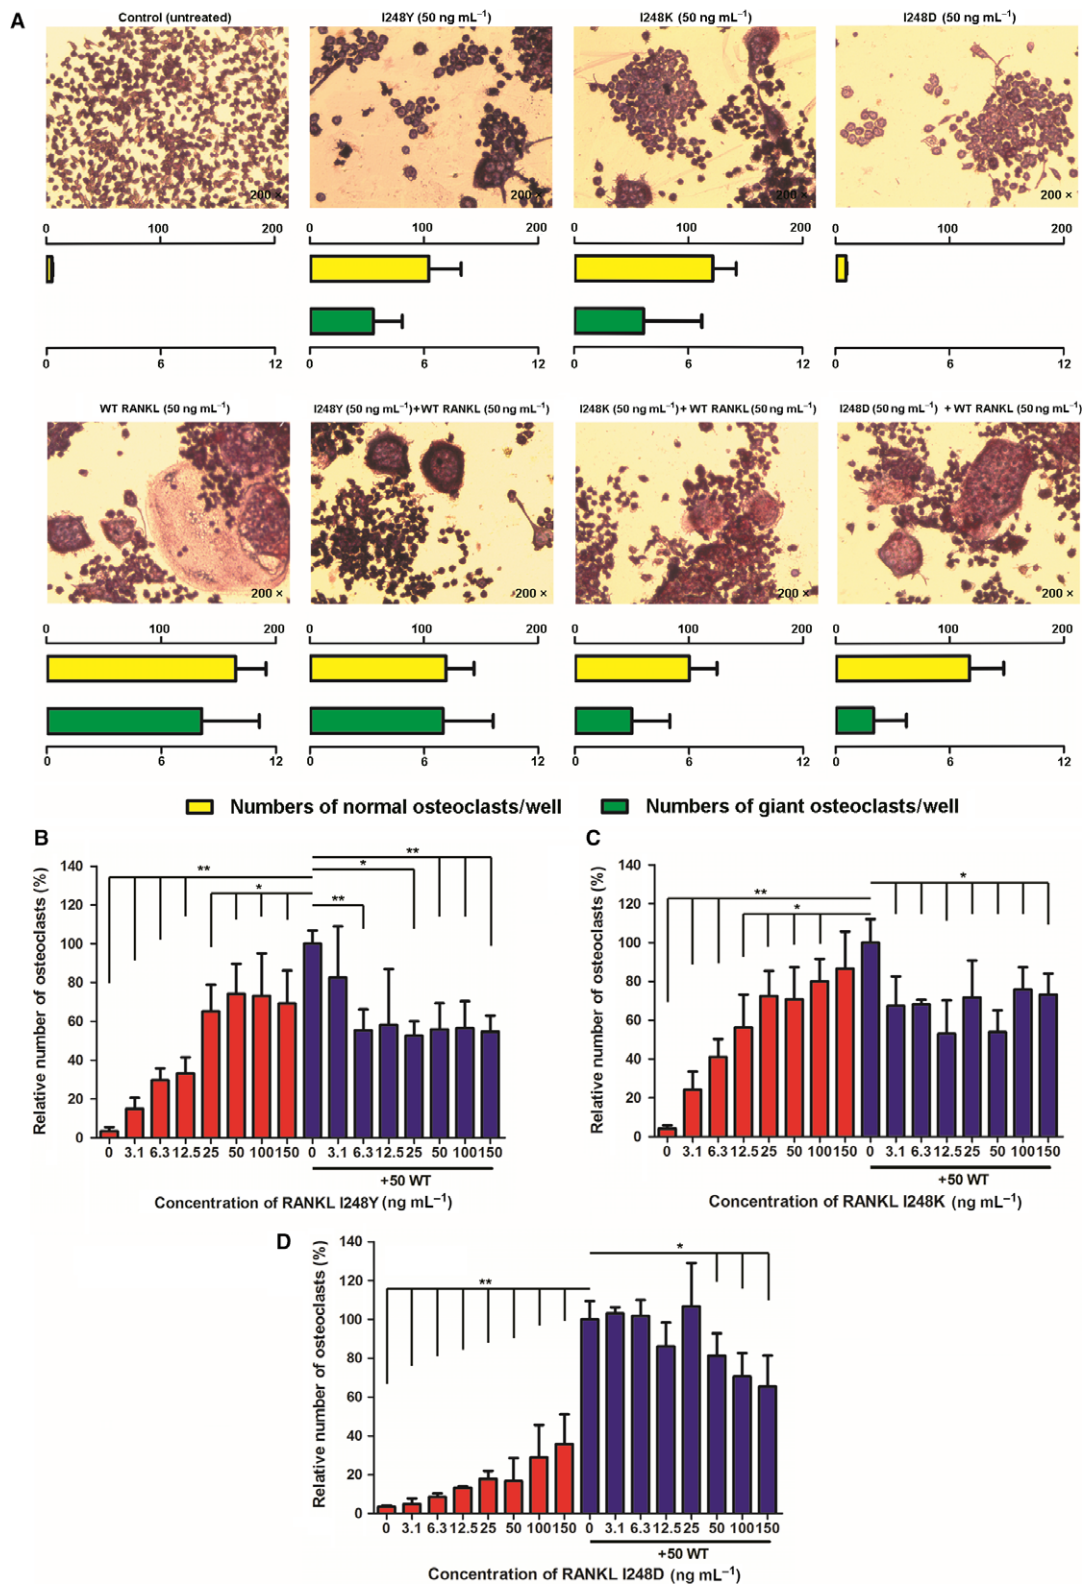 A
Control (untreated)
I248Y (50 ng mL⁻¹)
I248K (50 ng mL⁻¹)
I248D (50 ng mL⁻¹)
200 ×
200 ×
200 ×
200 ×
0 100 200
0 100 200
0 100 200
0 100 200
0 6 12
0 6 12
0 6 12
0 6 12
WT RANKL (50 ng mL⁻¹)
I248Y (50 ng mL⁻¹)+WT RANKL (50 ng mL⁻¹)
I248K (50 ng mL⁻¹)+ WT RANKL (50 ng mL⁻¹)
I248D (50 ng mL⁻¹) + WT RANKL (50 ng mL⁻¹)
200 ×
200 ×
200 ×
200 ×
0 100 200
0 100 200
0 100 200
0 100 200
0 6 12
0 6 12
0 6 12
0 6 12
Numbers of normal osteoclasts/well
Numbers of giant osteoclasts/well
B
Relative number of osteoclasts (%)
140
120
100
80
60
40
20
0
**
*
**
*
**
0 3.1 6.3 12.5 25 50 100 150 0 3.1 6.3 12.5 25 50 100 150
+50 WT
Concentration of RANKL I248Y (ng mL⁻¹)
C
Relative number of osteoclasts (%)
140
120
100
80
60
40
20
0
**
*
*
0 3.1 6.3 12.5 25 50 100 150 0 3.1 6.3 12.5 25 50 100 150
+50 WT
Concentration of RANKL I248K (ng mL⁻¹)
D
Relative number of osteoclasts (%)
140
120
100
80
60
40
20
0
**
*
0 3.1 6.3 12.5 25 50 100 150 0 3.1 6.3 12.5 25 50 100 150
+50 WT
Concentration of RANKL I248D (ng mL⁻¹)